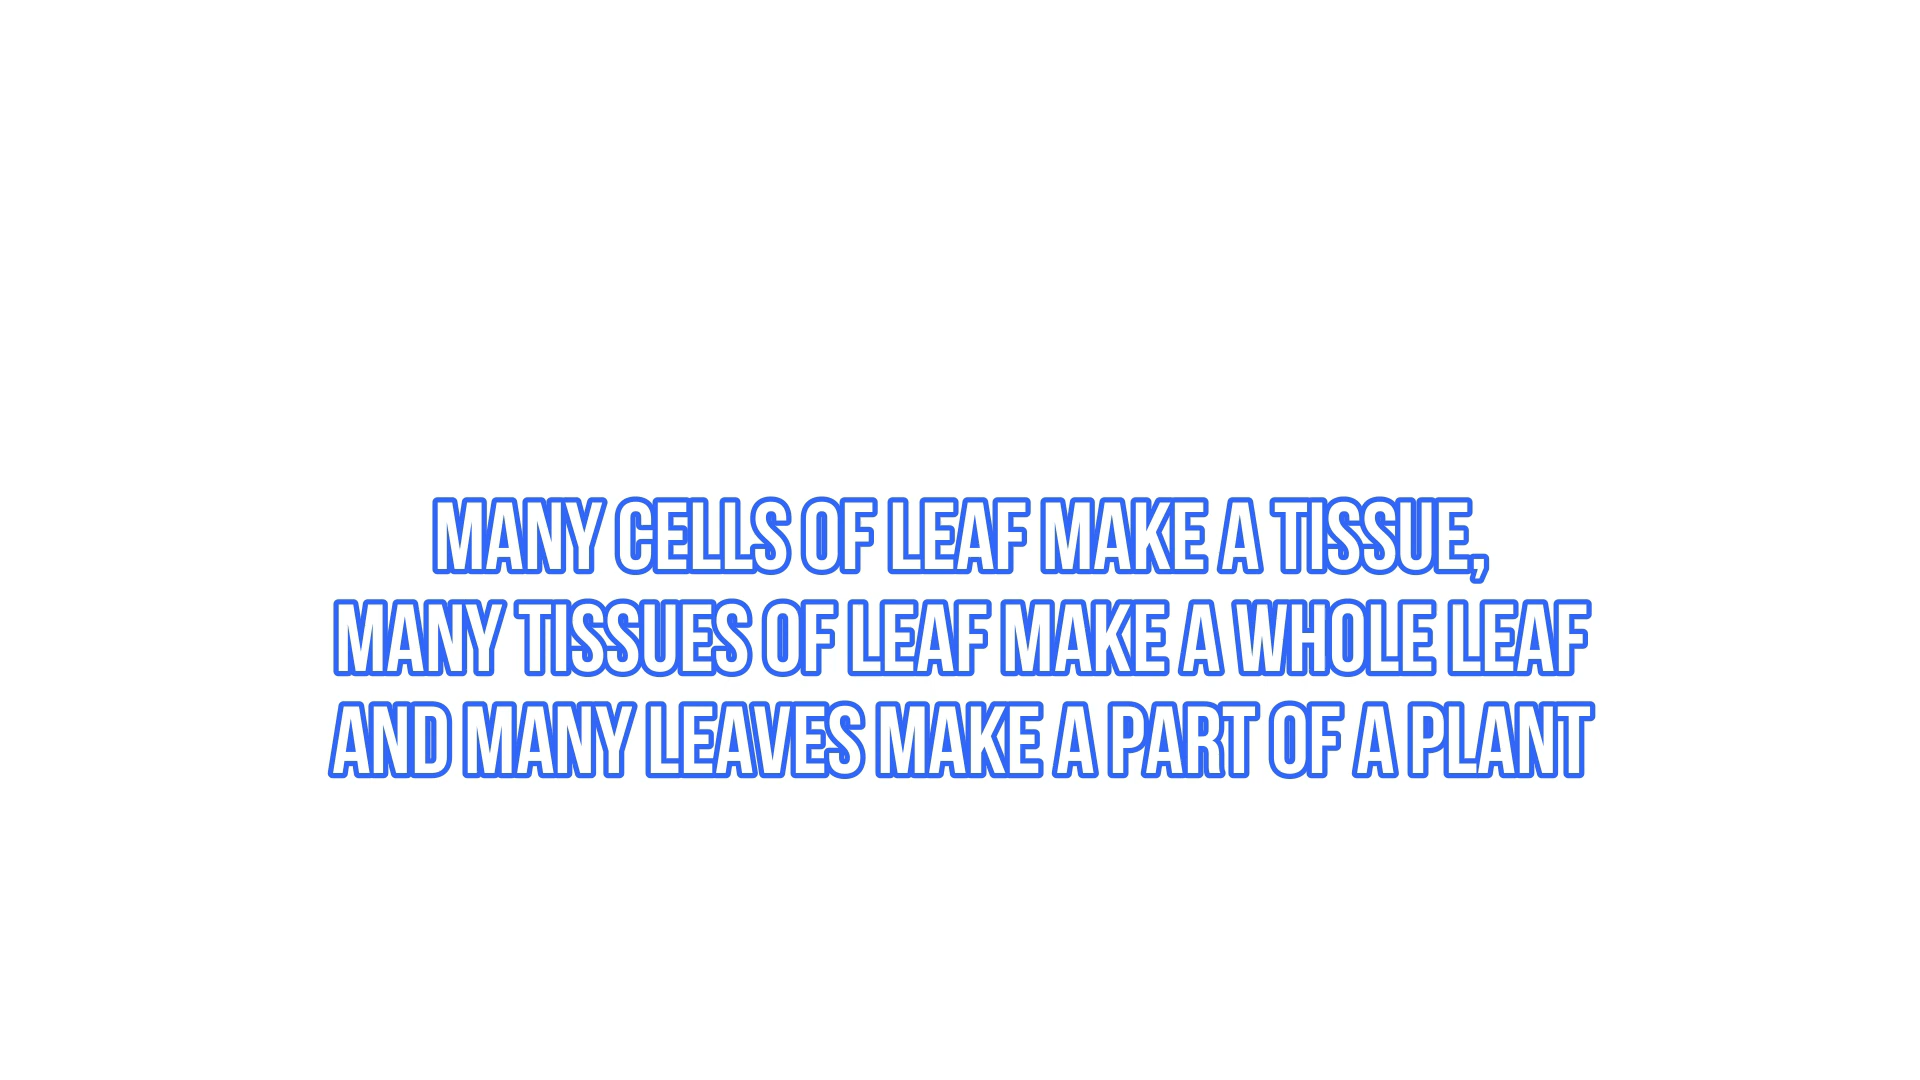 MANY CELLS OF LEAF MAKE A TISSUE,
MANY TISSUES OF LEAF MAKE A WHOLE LEAF
AND MANY LEAVES MAKE A PART OF A PLANT